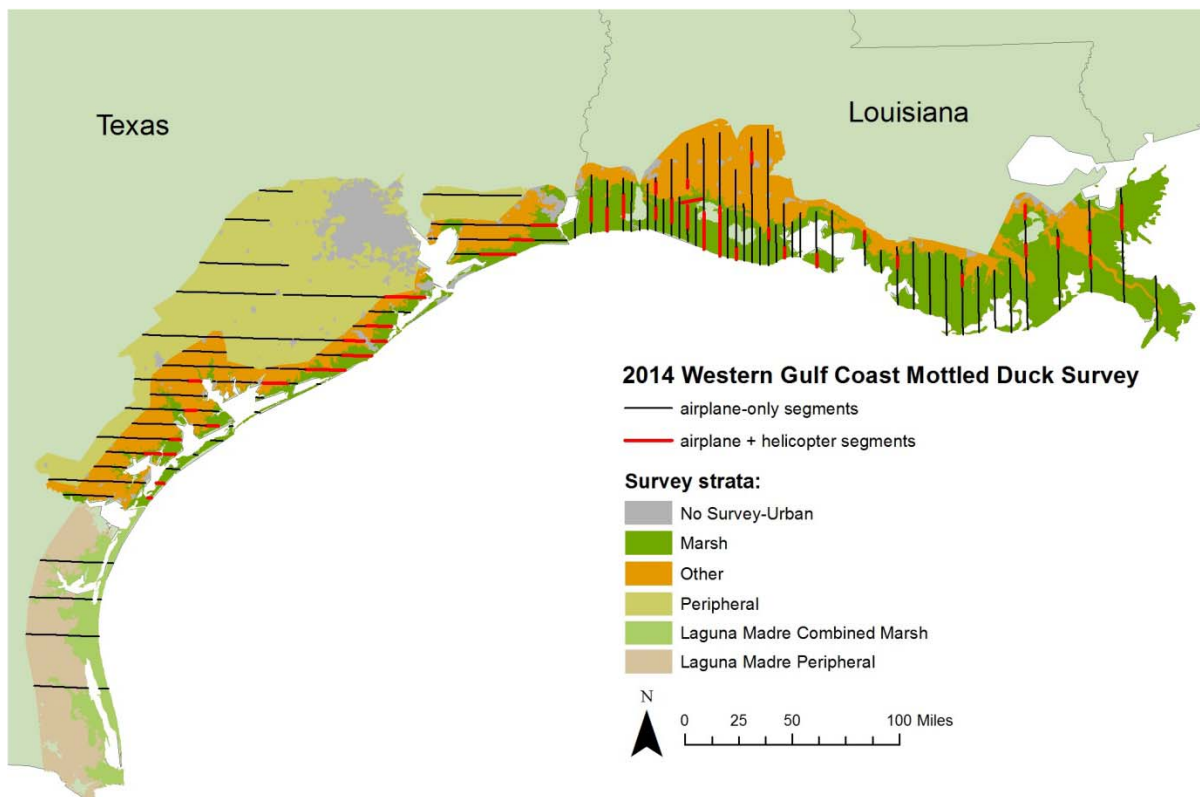 Texas
Louisiana
2014 Western Gulf Coast Mottled Duck Survey
airplane-only segments
airplane + helicopter segments
Survey strata:
No Survey-Urban
Marsh
Other
Peripheral
Laguna Madre Combined Marsh
Laguna Madre Peripheral
N
0 25 50 100 Miles